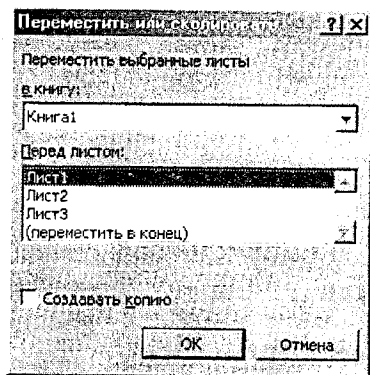 Переместить или скопировать ? x
Переместить выбранные листы
в книгу:
Книга1
Перед листом:
Лист1
Лист2
Лист3
(переместить в конец)
Создавать копию
OK Отмена